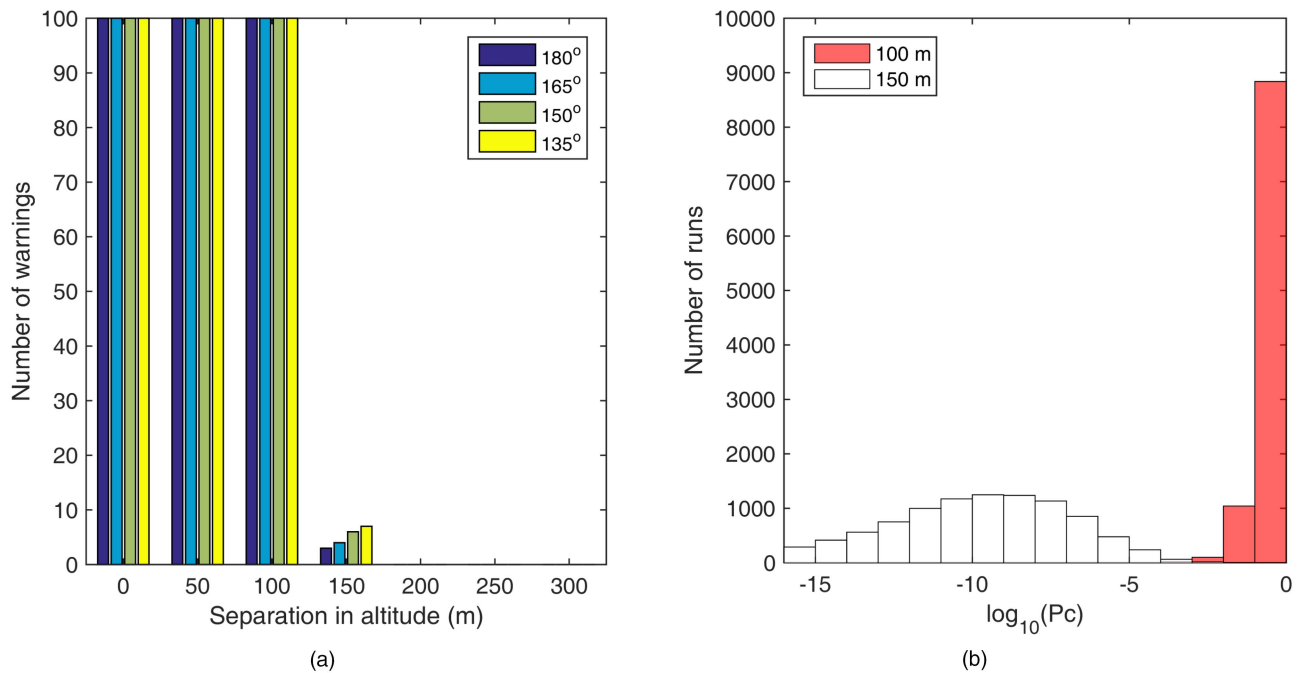 100
90
80
70
60
50
40
30
20
10
0
Number of warnings
180°
165°
150°
135°
0 50 100 150 200 250 300
Separation in altitude (m)
(a)
10000
9000
8000
7000
6000
5000
4000
3000
2000
1000
0
Number of runs
100 m
150 m
-15 -10 -5 0
log10(Pc)
(b)